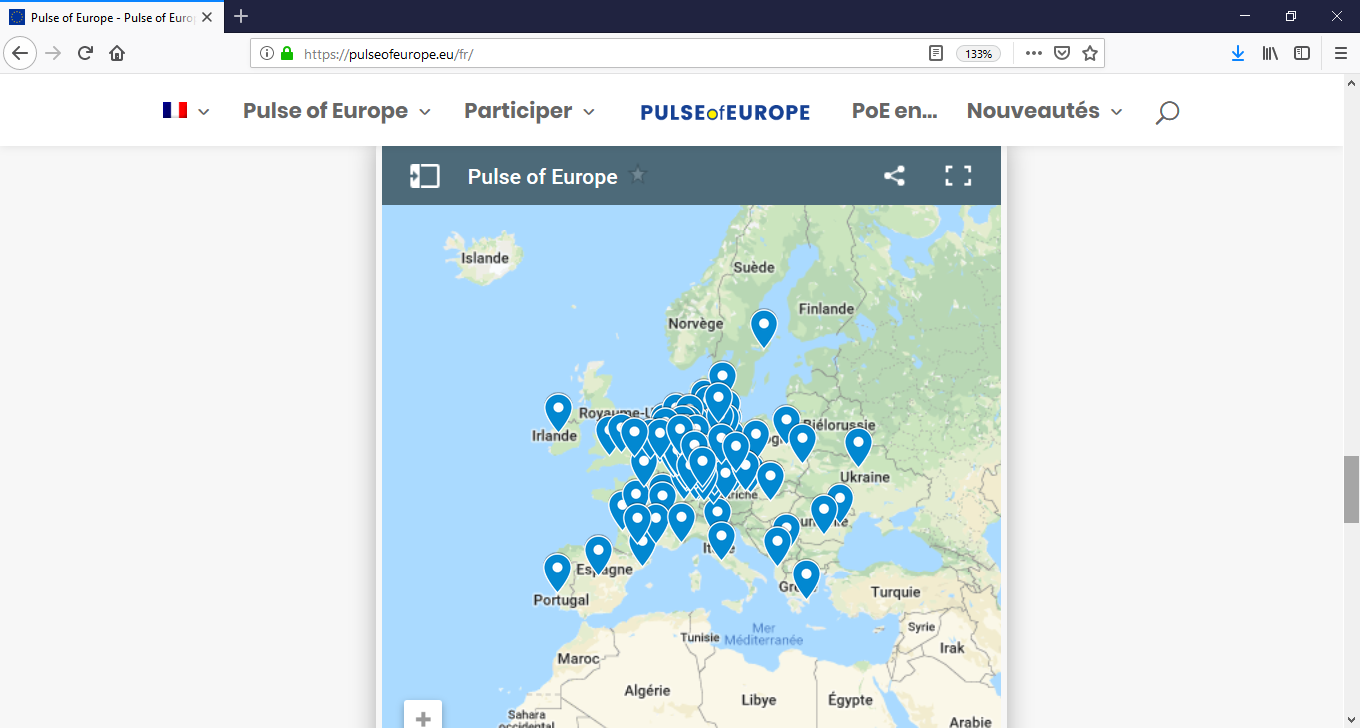 Pulse of Europe - Pulse of Euro
https://pulseofeurope.eu/fr/
133%
Pulse of Europe
Participer
PULSEofEUROPE
PoE en...
Nouveautés
Pulse of Europe
Islande
Suède
Finlande
Norvège
Royaume-U
Irlande
Biélorussie
Ukraine
triche
Espagne
Portugal
Turquie
Mer
Méditerranée
Tunisie
Syrie
Irak
Maroc
Algérie
Libye
Égypte
Sahara
occidental
Arabie